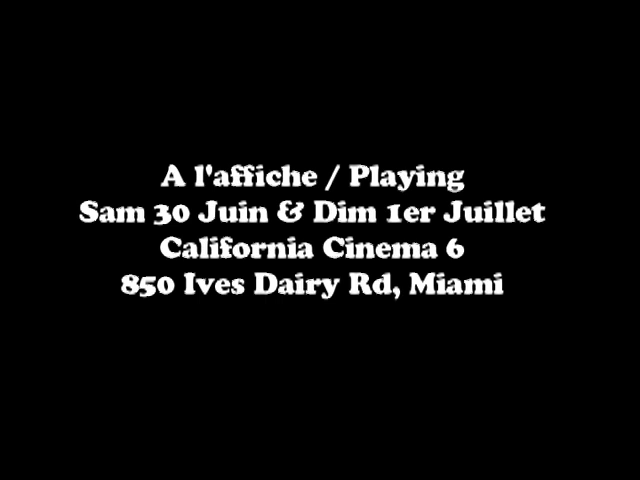 A l'affiche / Playing
Sam 30 Juin & Dim 1er Juillet
California Cinema 6
850 Ives Dairy Rd, Miami